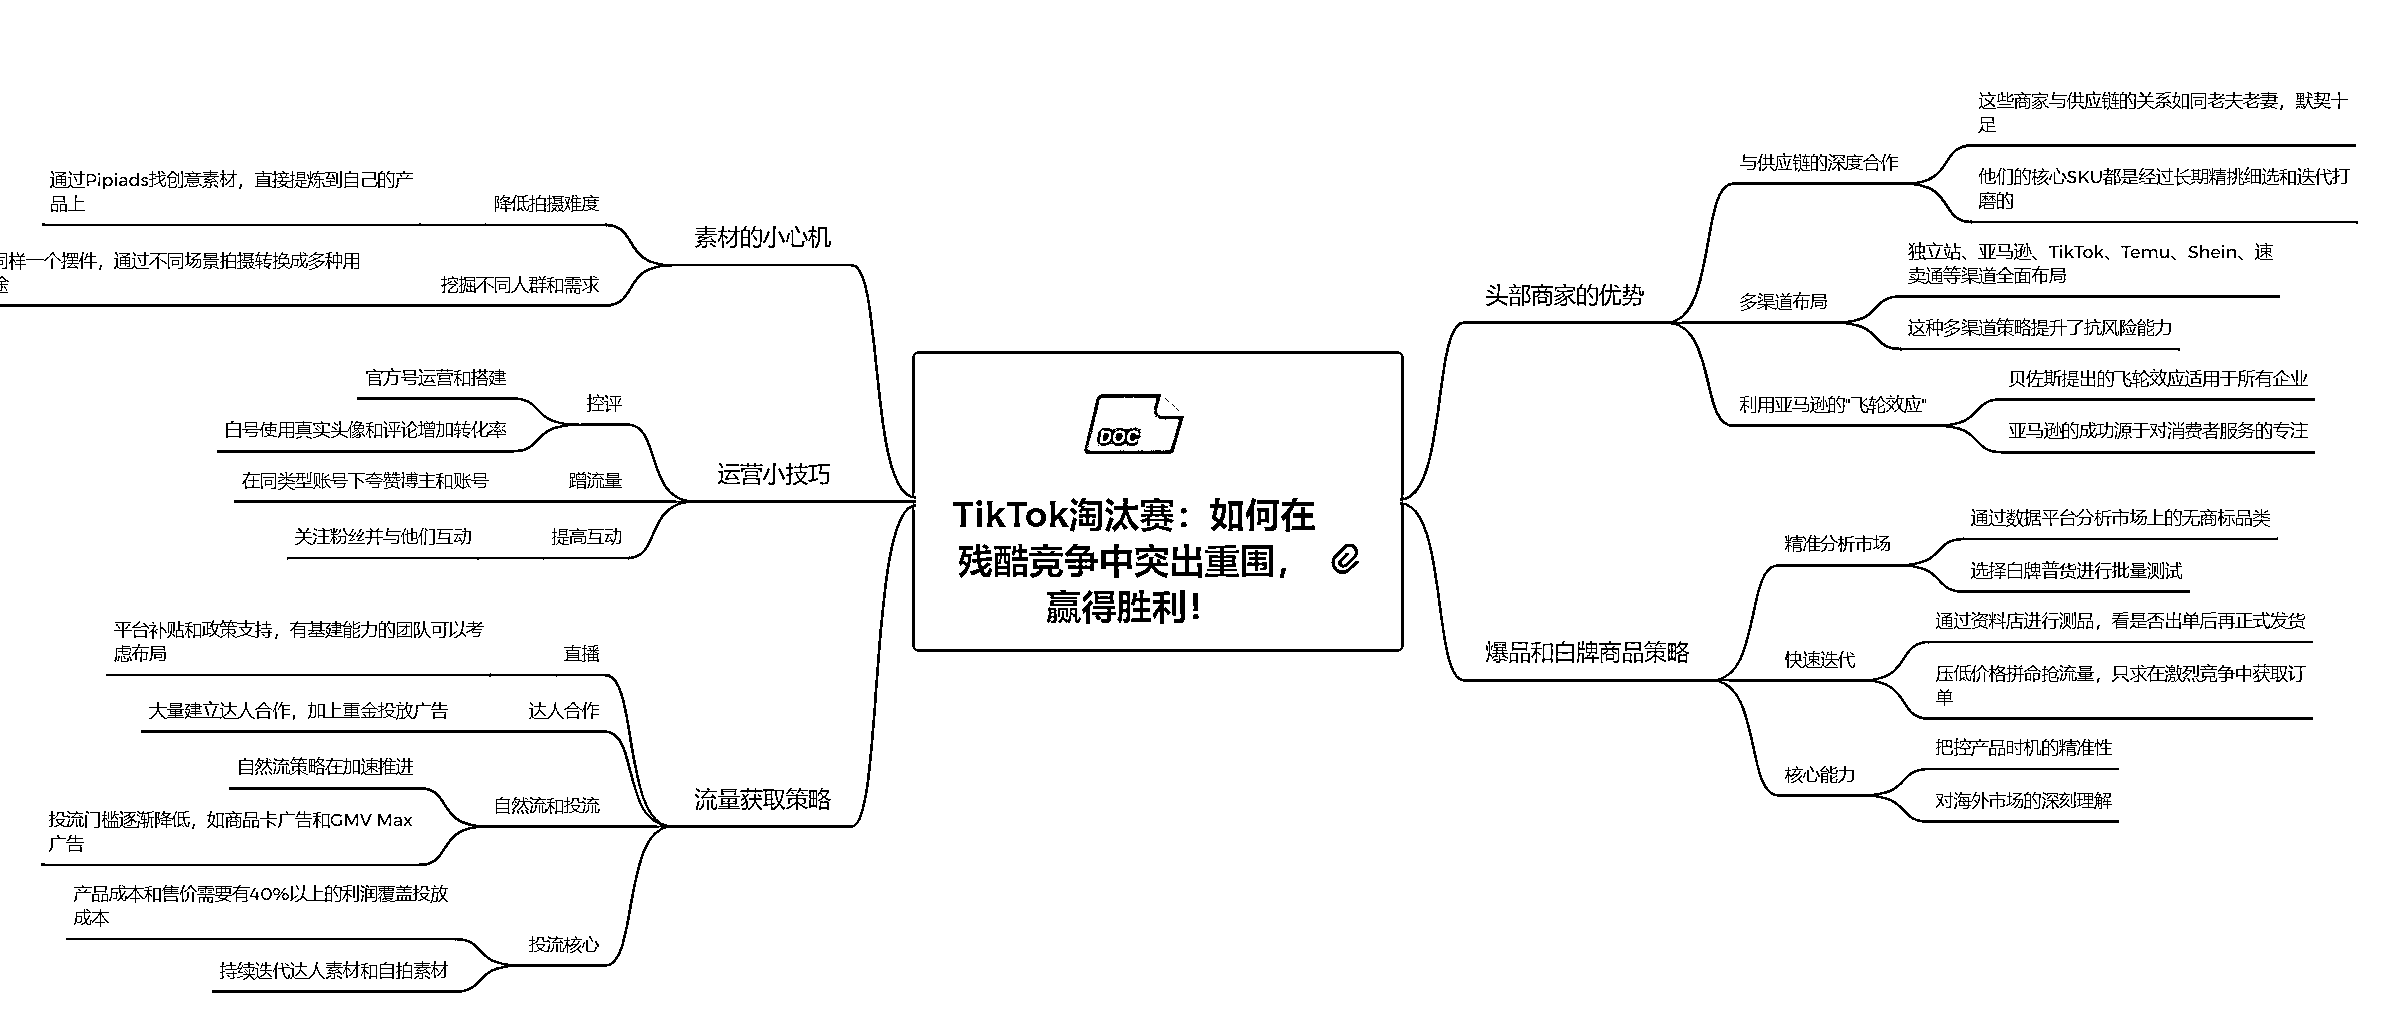 DOC
TikTok淘汰赛：如何在
残酷竞争中突出重围，
赢得胜利！
头部商家的优势
与供应链的深度合作
这些商家与供应链的关系如同老夫老妻，默契十
足
他们的核心SKU都是经过长期精挑细选和迭代打
磨的
多渠道布局
独立站、亚马逊、TikTok、Temu、Shein、速
卖通等渠道全面布局
这种多渠道策略提升了抗风险能力
利用亚马逊的"飞轮效应"
贝佐斯提出的飞轮效应适用于所有企业
亚马逊的成功源于对消费者服务的专注
爆品和白牌商品策略
精准分析市场
通过数据平台分析市场上的无商标品类
选择白牌普货进行批量测试
快速迭代
通过资料店进行测品，看是否出单后再正式发货
压低价格拼命抢流量，只求在激烈竞争中获取订
单
核心能力
把控产品时机的精准性
对海外市场的深刻理解
素材的小心机
降低拍摄难度
通过Pipiads找创意素材，直接提炼到自己的产
品上
挖掘不同人群和需求
同样一个摆件，通过不同场景拍摄转换成多种用
途
运营小技巧
控评
官方号运营和搭建
白号使用真实头像和评论增加转化率
蹭流量
在同类型账号下夸赞博主和账号
提高互动
关注粉丝并与他们互动
流量获取策略
直播
平台补贴和政策支持，有基建能力的团队可以考
虑布局
达人合作
大量建立达人合作，加上重金投放广告
自然流和投流
自然流策略在加速推进
投流门槛逐渐降低，如商品卡广告和GMV Max
广告
投流核心
产品成本和售价需要有40%以上的利润覆盖投放
成本
持续迭代达人素材和自拍素材